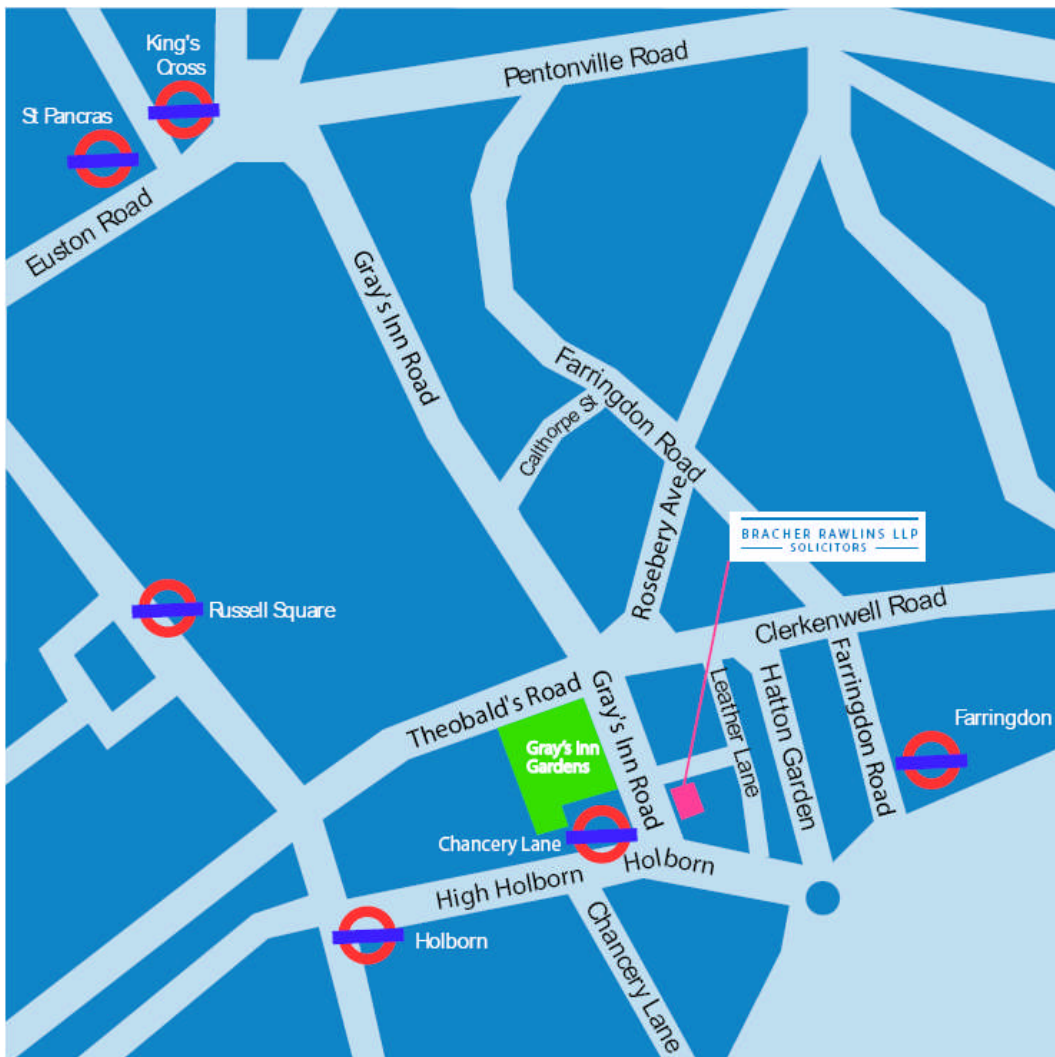 King's
Cross
Pentonville Road
St Pancras
Euston Road
Gray's Inn Road
Farringdon Road
Calthorpe St
Rosebery Ave
BRACHER RAWLINS LLP
SOLICITORS
Russell Square
Clerkenwell Road
Theobald's Road
Gray's Inn Road
Leather Lane
Hatton Garden
Farringdon Road
Farringdon
Gray's Inn
Gardens
Chancery Lane
Holborn
High Holborn
Holborn
Chancery Lane